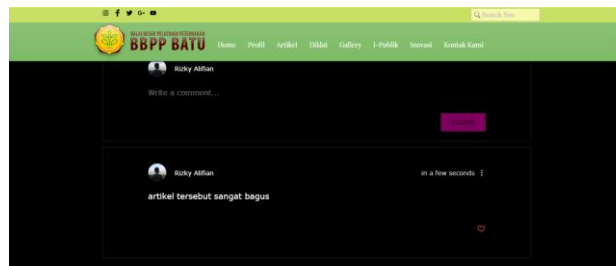 Search Site
BALAI BESAR PELATIHAN PETERNAKAN
BBPP BATU
Home Profil Artikel Diklat Gallery I-Publik Inovasi Kontak Kami
Rizky Alifian
Write a comment...
Publish
Rizky Alifian in a few seconds
artikel tersebut sangat bagus